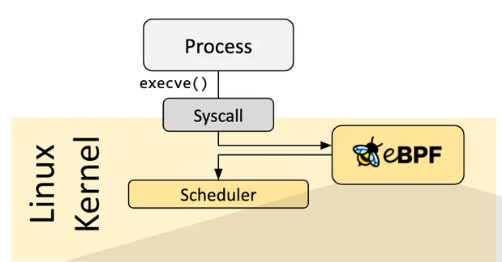 Process
execve()
Syscall
eBPF
Scheduler
Linux
Kernel